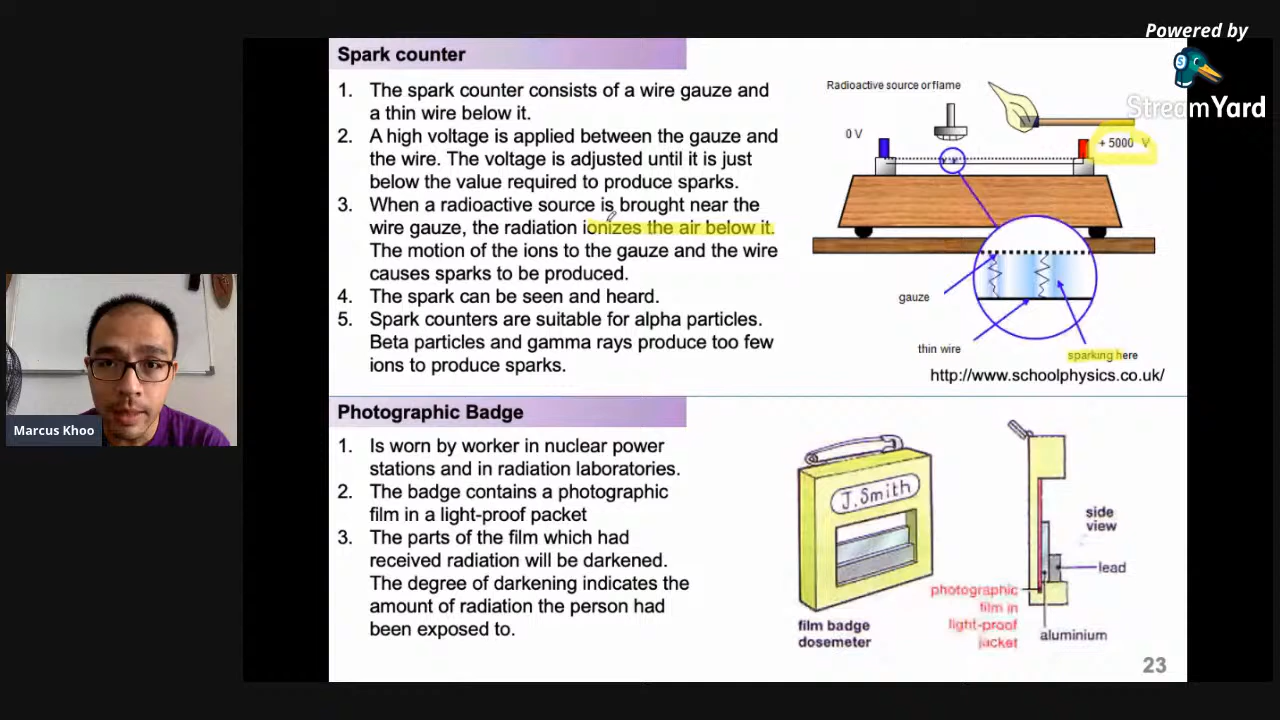 Powered by
StreamYard
Spark counter
1. The spark counter consists of a wire gauze and
a thin wire below it.
2. A high voltage is applied between the gauze and
the wire. The voltage is adjusted until it is just
below the value required to produce sparks.
3. When a radioactive source is brought near the
wire gauze, the radiation ionizes the air below it.
The motion of the ions to the gauze and the wire
causes sparks to be produced.
4. The spark can be seen and heard.
5. Spark counters are suitable for alpha particles.
Beta particles and gamma rays produce too few
ions to produce sparks.
Radioactive source or flame
0 V
+ 5000 V
gauze
thin wire
sparking here
http://www.schoolphysics.co.uk/
Marcus Khoo
Photographic Badge
1. Is worn by worker in nuclear power
stations and in radiation laboratories.
2. The badge contains a photographic
film in a light-proof packet
3. The parts of the film which had
received radiation will be darkened.
The degree of darkening indicates the
amount of radiation the person had
been exposed to.
J. Smith
film badge
dosemeter
side
view
lead
photographic
film in
light-proof
jacket
aluminium
23